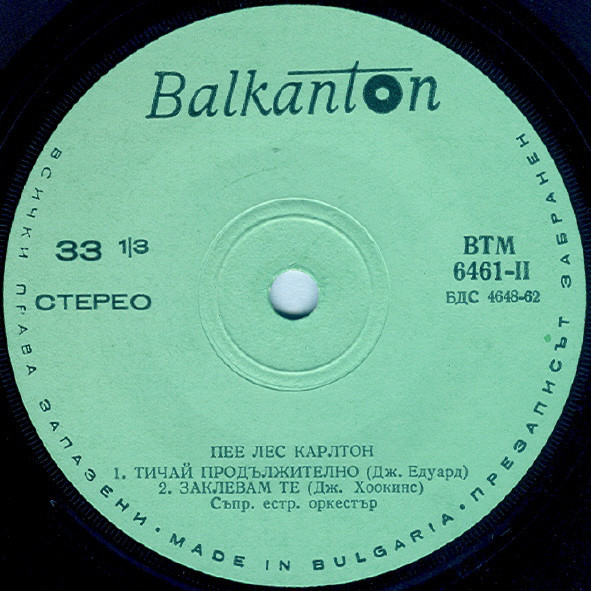 Balkanton
33 1/3
СТЕРЕО
ВТМ
6461-II
БДС 4648-62
ПЕЕ ЛЕС КАРЛТОН
1. ТИЧАЙ ПРОДЪЛЖИТЕЛНО (Дж. Едуард)
2. ЗАКЛЕВАМ ТЕ (Дж. Хоокинс)
Съпр. естр. оркестър
ВСИЧКИ ПРАВА ЗАПАЗЕНИ • MADE IN BULGARIA • ПРЕЗАПИСЪТ ЗАБРАНЕН